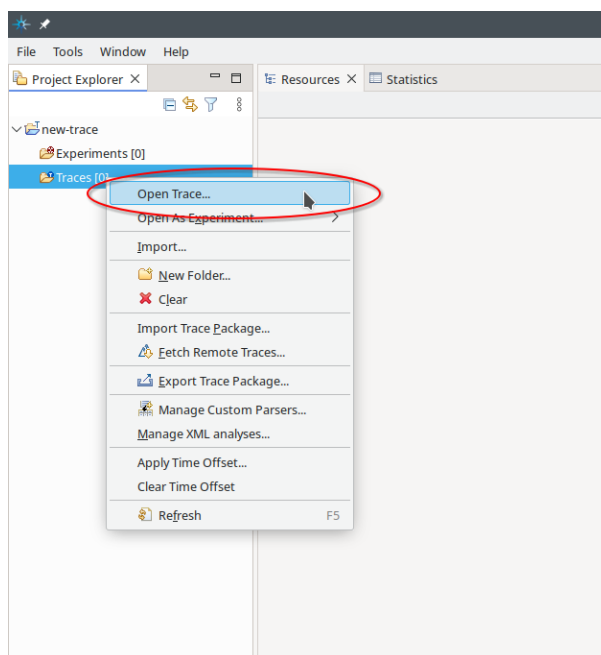 File Tools Window Help
Project Explorer
Resources
Statistics
new-trace
Experiments [0]
Traces [0]
Open Trace...
Open As Experiment...
Import...
New Folder...
Clear
Import Trace Package...
Fetch Remote Traces...
Export Trace Package...
Manage Custom Parsers...
Manage XML analyses...
Apply Time Offset...
Clear Time Offset
Refresh F5